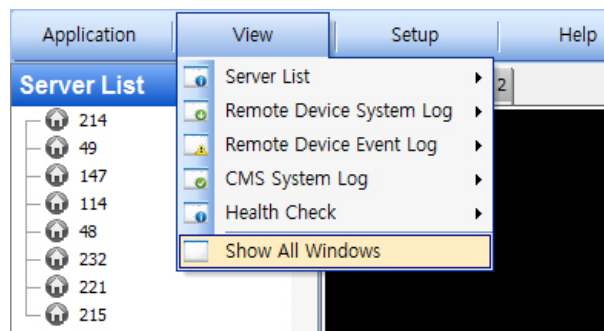 Application View Setup Help
Server List
214
49
147
114
48
232
221
215
Server List
Remote Device System Log
Remote Device Event Log
CMS System Log
Health Check
Show All Windows
2